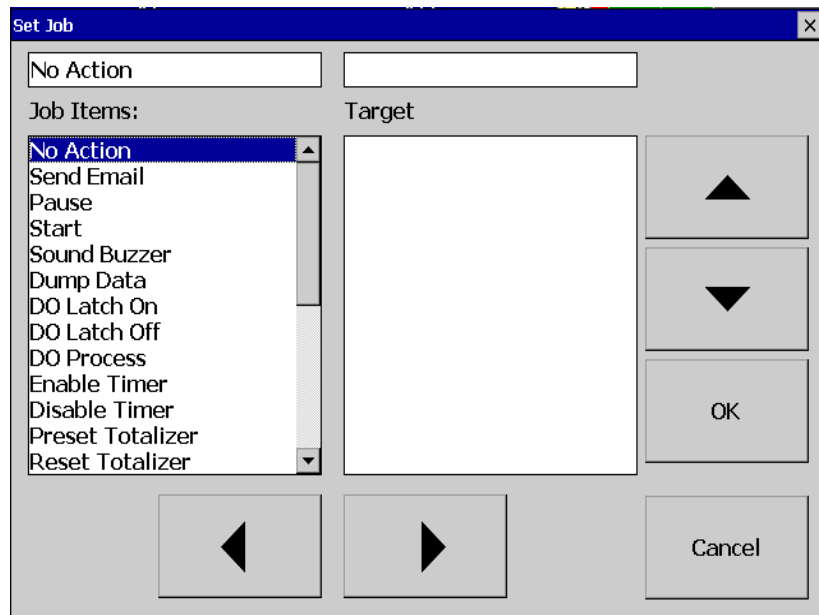 Set Job
No Action
Job Items:
Target
No Action
Send Email
Pause
Start
Sound Buzzer
Dump Data
DO Latch On
DO Latch Off
DO Process
Enable Timer
Disable Timer
Preset Totalizer
Reset Totalizer
OK
Cancel